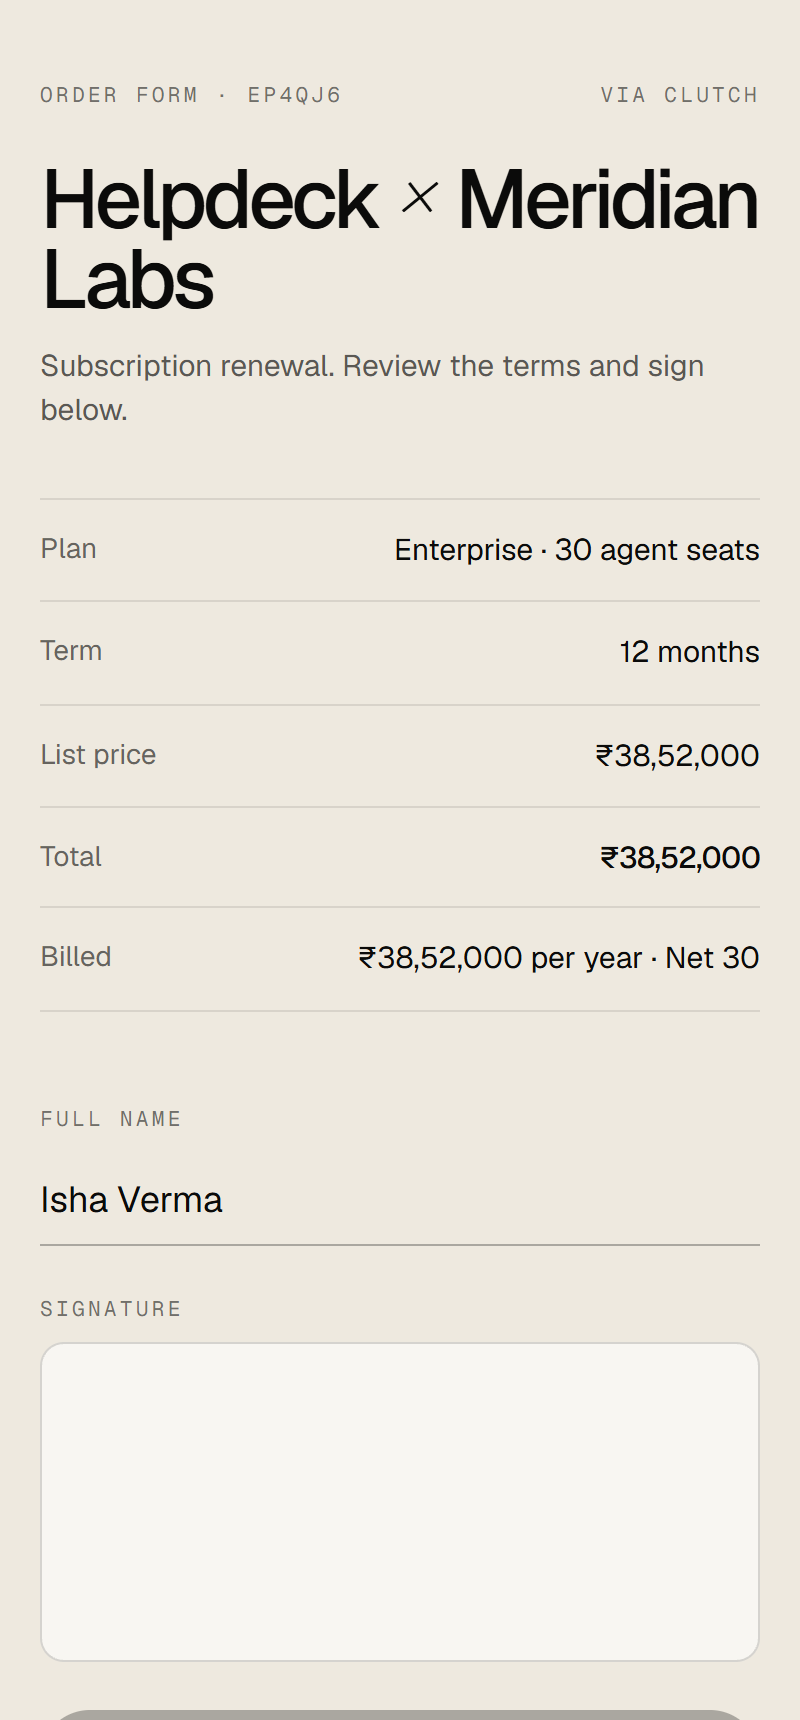 ORDER FORM · EP4QJ6 VIA CLUTCH
Helpdeck × Meridian
Labs
Subscription renewal. Review the terms and sign
below.
Plan Enterprise · 30 agent seats
Term 12 months
List price ₹38,52,000
Total ₹38,52,000
Billed ₹38,52,000 per year · Net 30
FULL NAME
Isha Verma
SIGNATURE